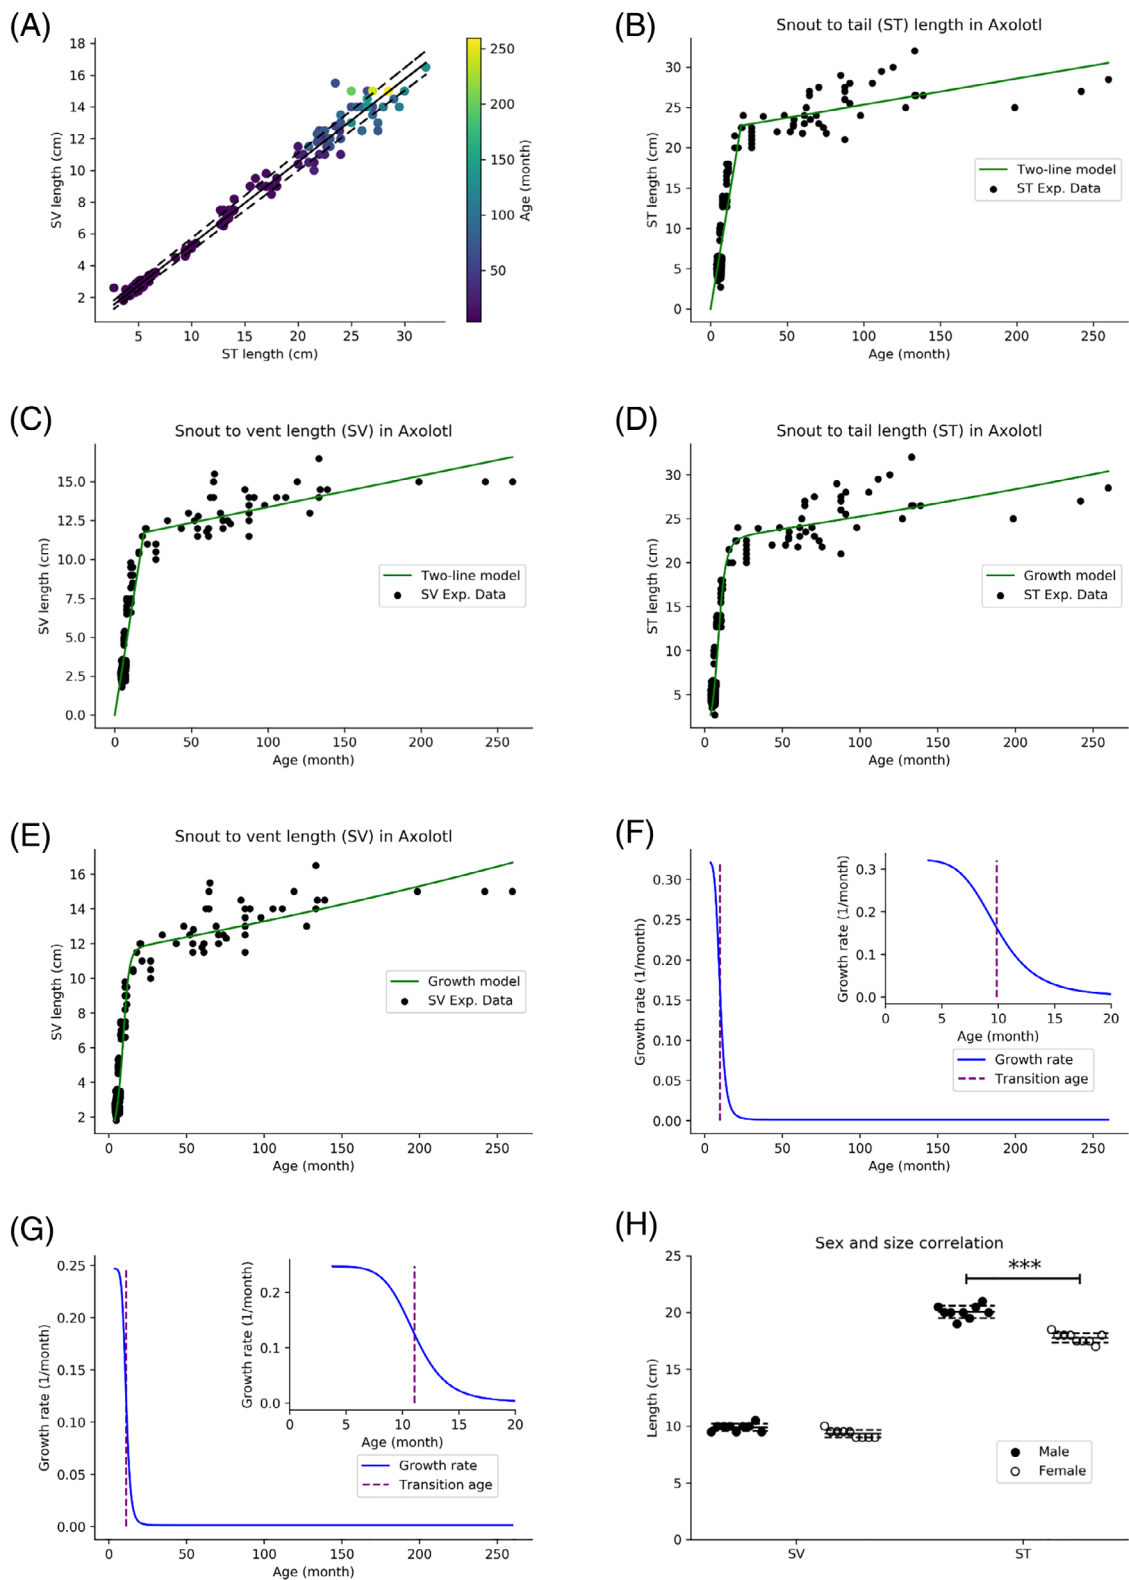 (A)
18
16
14
12
10
8
6
4
2
SV length (cm)
5 10 15 20 25 30
ST length (cm)
250
200
150
100
50
Age (month)
(B)
Snout to tail (ST) length in Axolotl
30
25
20
15
10
5
0
ST length (cm)
Two-line model
ST Exp. Data
0 50 100 150 200 250
Age (month)
(C)
Snout to vent length (SV) in Axolotl
15.0
12.5
10.0
7.5
5.0
2.5
0.0
SV length (cm)
Two-line model
SV Exp. Data
0 50 100 150 200 250
Age (month)
(D)
Snout to tail length (ST) in Axolotl
30
25
20
15
10
5
ST length (cm)
Growth model
ST Exp. Data
0 50 100 150 200 250
Age (month)
(E)
Snout to vent length (SV) in Axolotl
16
14
12
10
8
6
4
2
SV length (cm)
Growth model
SV Exp. Data
0 50 100 150 200 250
Age (month)
(F)
0.30
0.25
0.20
0.15
0.10
0.05
0.00
Growth rate (1/month)
0.3
0.2
0.1
0.0
Growth rate (1/month)
0 5 10 15 20
Age (month)
Growth rate
Transition age
0 50 100 150 200 250
Age (month)
(G)
0.25
0.20
0.15
0.10
0.05
0.00
Growth rate (1/month)
0.2
0.1
0.0
Growth rate (1/month)
0 5 10 15 20
Age (month)
Growth rate
Transition age
0 50 100 150 200 250
Age (month)
(H)
Sex and size correlation
25
20
15
10
5
0
Length (cm)
***
Male
Female
SV ST